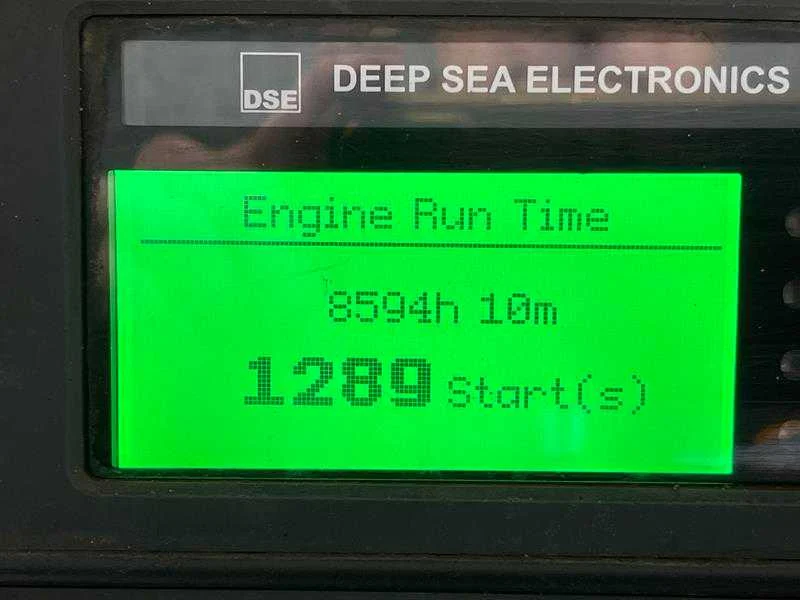 DSE DEEP SEA ELECTRONICS
Engine Run Time
8594h 10m
1289 Start(s)